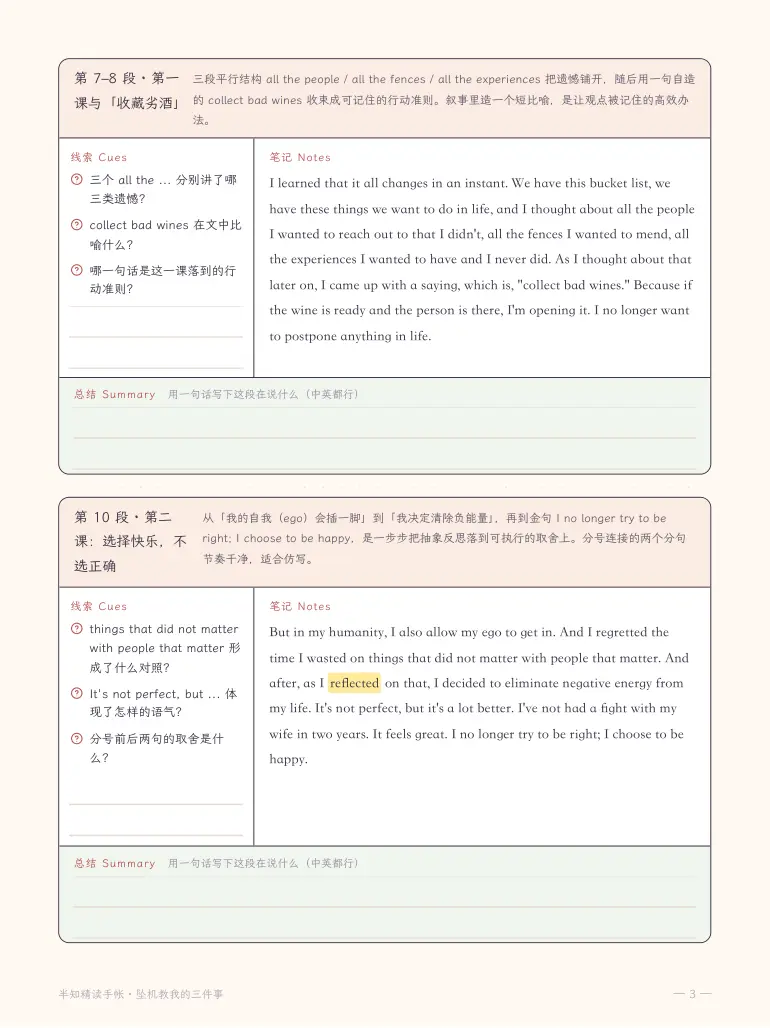 第 7–8 段·第一
课与「收藏劣酒」
三段平行结构 all the people / all the fences / all the experiences 把遗憾铺开，随后用一句自造
的 collect bad wines 收束成可记住的行动准则。叙事里造一个短比喻，是让观点被记住的高效办
法。
线索 Cues
三个 all the … 分别讲了哪
三类遗憾？
collect bad wines 在文中比
喻什么？
哪一句话是这一课落到的行
动准则？
笔记 Notes
I learned that it all changes in an instant. We have this bucket list, we
have these things we want to do in life, and I thought about all the people
I wanted to reach out to that I didn't, all the fences I wanted to mend, all
the experiences I wanted to have and I never did. As I thought about that
later on, I came up with a saying, which is, "collect bad wines." Because if
the wine is ready and the person is there, I'm opening it. I no longer want
to postpone anything in life.
总结 Summary 用一句话写下这段在说什么（中英都行）
第 10 段·第二
课：选择快乐，不
选正确
从「我的自我（ego）会插一脚」到「我决定清除负能量」，再到金句 I no longer try to be
right; I choose to be happy，是一步步把抽象反思落到可执行的取舍上。分号连接的两个分句
节奏干净，适合仿写。
线索 Cues
things that did not matter
with people that matter 形
成了什么对照？
It's not perfect, but … 体
现了怎样的语气？
分号前后两句的取舍是什
么？
笔记 Notes
But in my humanity, I also allow my ego to get in. And I regretted the
time I wasted on things that did not matter with people that matter. And
after, as I reflected on that, I decided to eliminate negative energy from
my life. It's not perfect, but it's a lot better. I've not had a fight with my
wife in two years. It feels great. I no longer try to be right; I choose to be
happy.
总结 Summary 用一句话写下这段在说什么（中英都行）
半知精读手帐·坠机教我的三件事
— 3 —